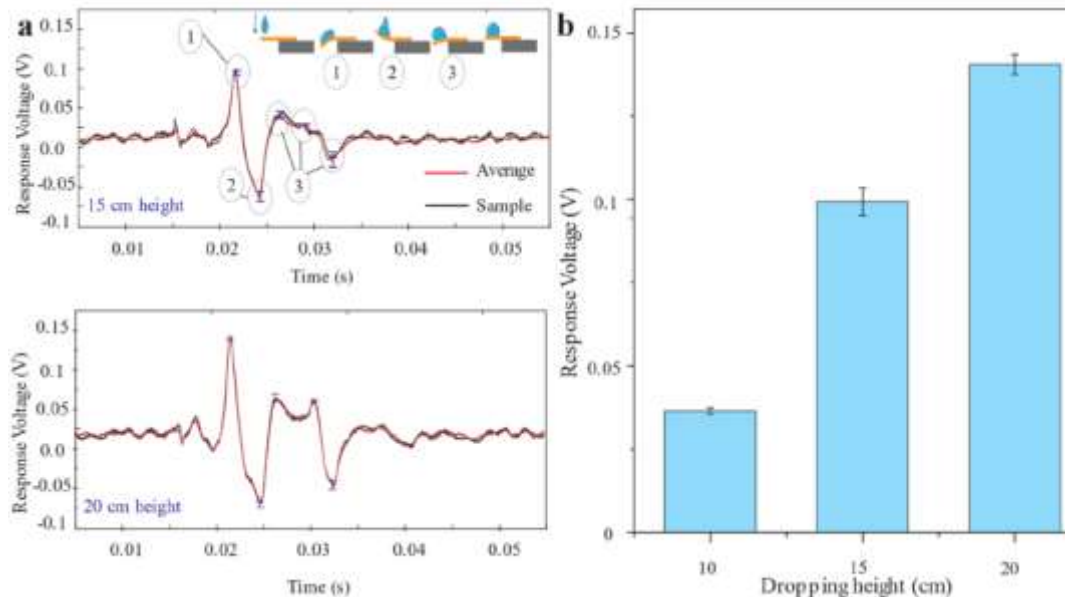 a
0.15
0.1
0.05
0.0
-0.05
-0.1
Response Voltage (V)
1
2
3
1
2
3
Average
Sample
15 cm height
0.01
0.02
0.03
0.04
0.05
Time (s)
0.15
0.1
0.05
0.0
-0.05
-0.1
Response Voltage (V)
20 cm height
0.01
0.02
0.03
0.04
0.05
Time (s)
b
0.15
0.1
0.05
0
Response Voltage (V)
10
15
20
Dropping height (cm)